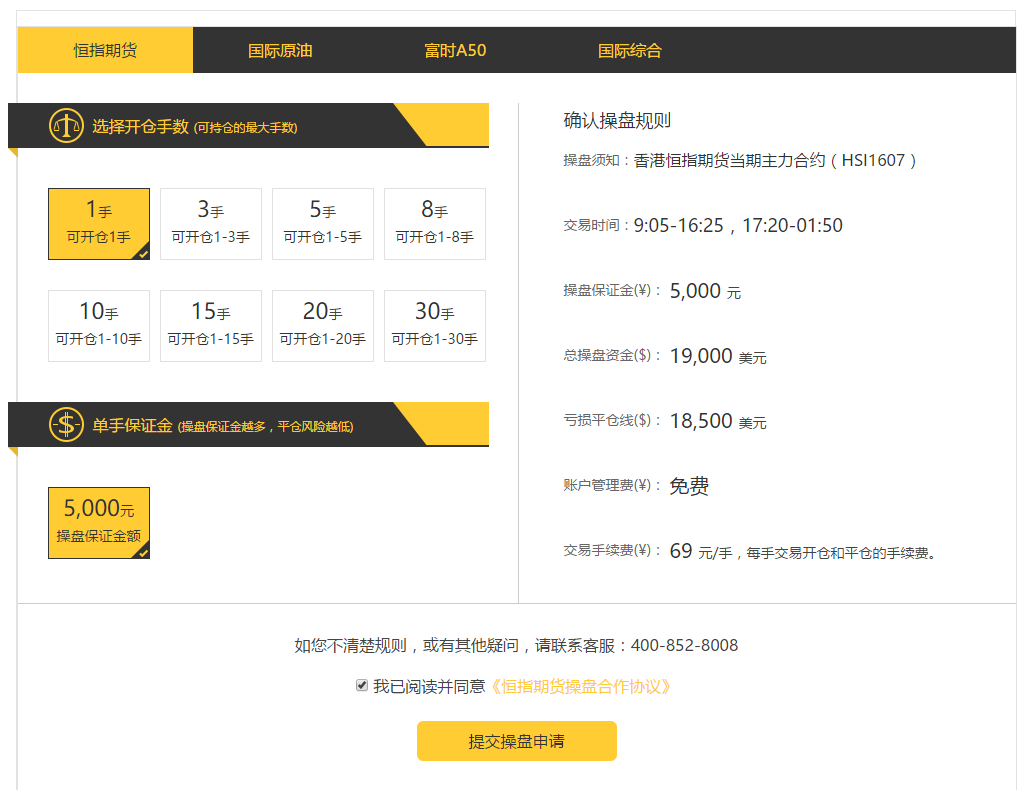 恒指期货 国际原油 富时A50 国际综合
选择开仓手数 (可持仓的最大手数)
1手 3手 5手 8手
可开仓1手 可开仓1-3手 可开仓1-5手 可开仓1-8手
10手 15手 20手 30手
可开仓1-10手 可开仓1-15手 可开仓1-20手 可开仓1-30手
单手保证金 (操盘保证金越多，平仓风险越低)
5,000元
操盘保证金额
确认操盘规则
操盘须知：香港恒指期货当期主力合约（HSI1607）
交易时间：9:05-16:25，17:20-01:50
操盘保证金(¥)： 5,000 元
总操盘资金($)： 19,000 美元
亏损平仓线($)： 18,500 美元
账户管理费(¥)： 免费
交易手续费(¥)： 69 元/手，每手交易开仓和平仓的手续费。
如您不清楚规则，或有其他疑问，请联系客服：400-852-8008
我已阅读并同意《恒指期货操盘合作协议》
提交操盘申请